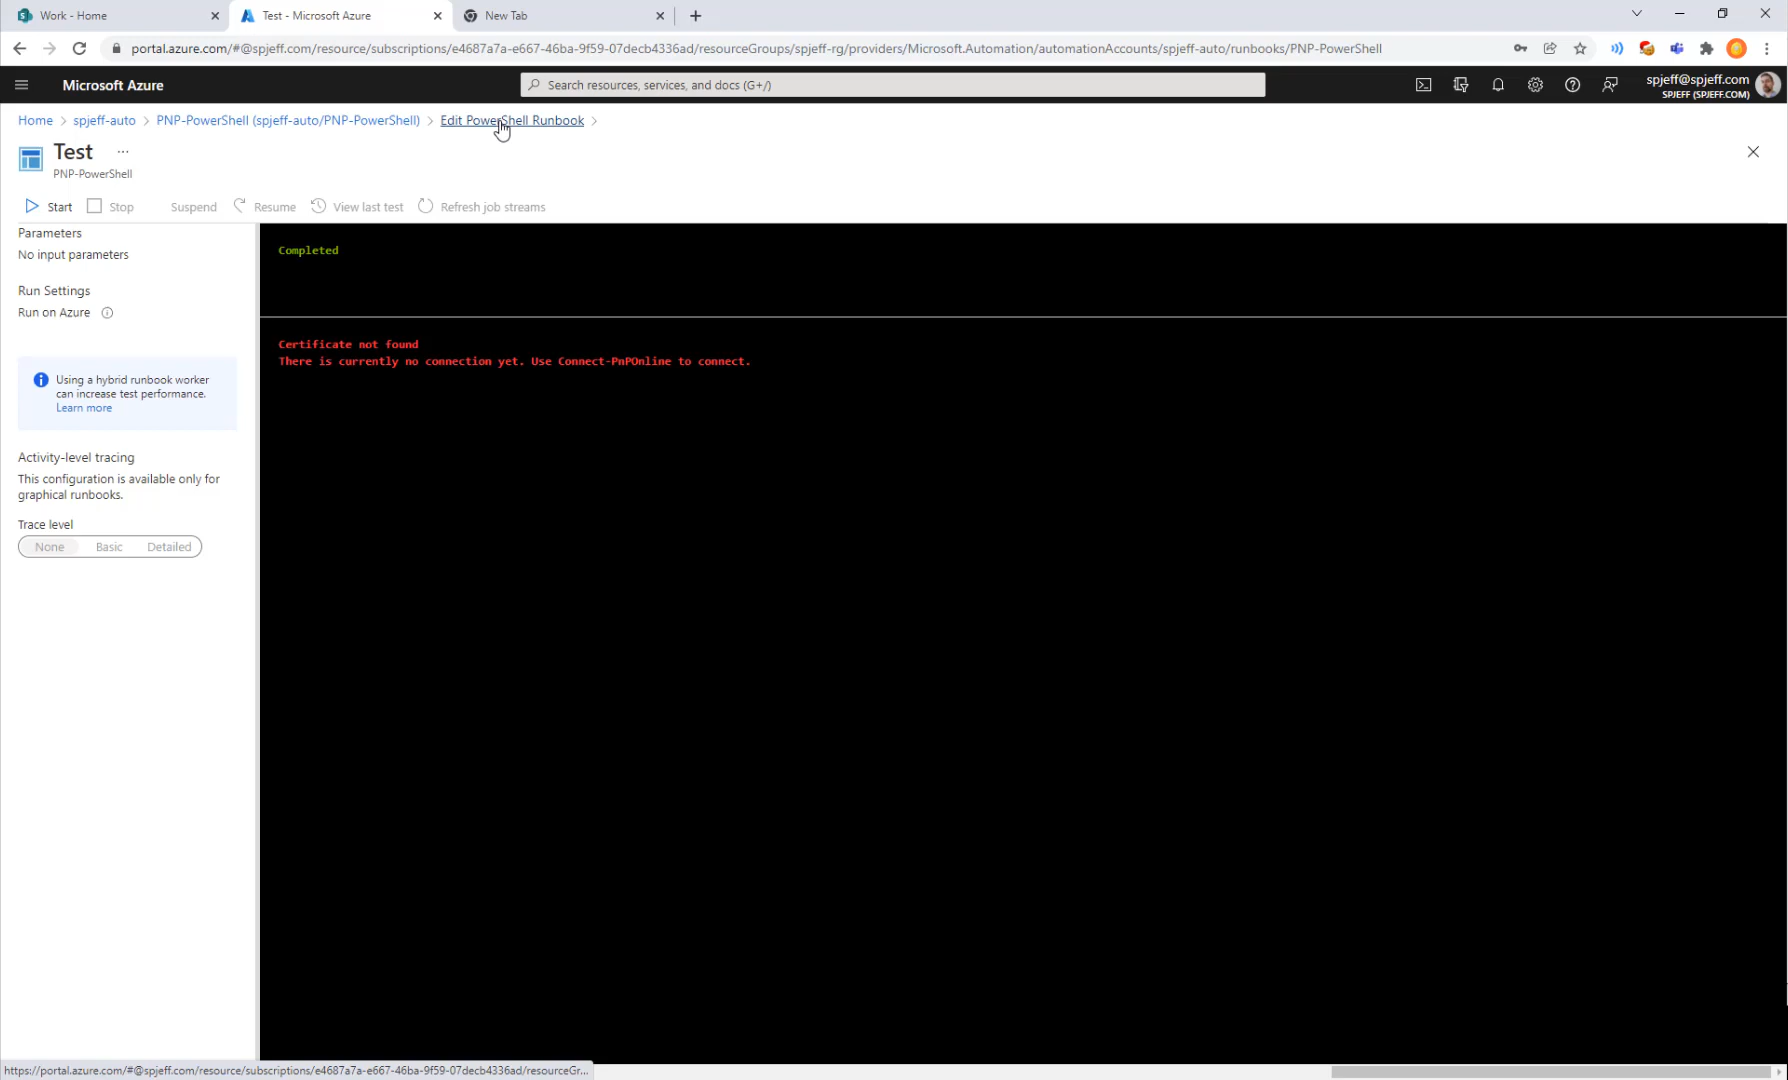 Work - Home
Test - Microsoft Azure
New Tab
portal.azure.com/#@spjeff.com/resource/subscriptions/e4687a7a-e667-46ba-9f59-07decb4336ad/resourceGroups/spjeff-rg/providers/Microsoft.Automation/automationAccounts/spjeff-auto/runbooks/PNP-PowerShell
Microsoft Azure
Search resources, services, and docs (G+/)
spjeff@spjeff.com
SPJEFF (SPJEFF.COM)
Home > spjeff-auto > PNP-PowerShell (spjeff-auto/PNP-PowerShell) > Edit PowerShell Runbook >
Test ...
PNP-PowerShell
Start Stop Suspend Resume View last test Refresh job streams
Parameters
No input parameters
Run Settings
Run on Azure
Using a hybrid runbook worker
can increase test performance.
Learn more
Activity-level tracing
This configuration is available only for
graphical runbooks.
Trace level
None Basic Detailed
Completed
Certificate not found
There is currently no connection yet. Use Connect-PnPOnline to connect.
https://portal.azure.com/#@spjeff.com/resource/subscriptions/e4687a7a-e667-46ba-9f59-07decb4336ad/resourceGr...